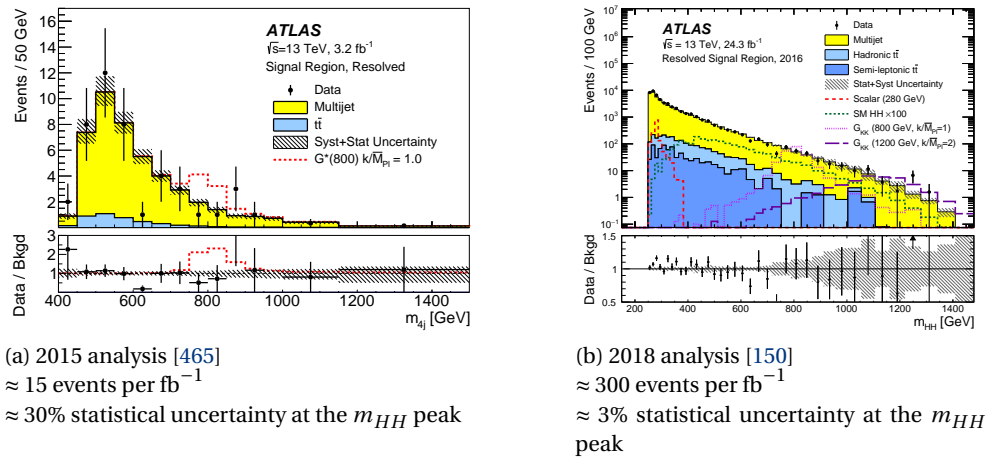 Events / 50 GeV
16
14
12
10
8
6
4
2
ATLAS
√s=13 TeV, 3.2 fb⁻¹
Signal Region, Resolved
Data
Multijet
tt̄
Syst+Stat Uncertainty
G*(800) k/M̄Pl = 1.0
Data / Bkgd
3
2
1
0
400 600 800 1000 1200 1400
m4j [GeV]
(a) 2015 analysis [465]
≈ 15 events per fb⁻¹
≈ 30% statistical uncertainty at the mHH peak
Events / 100 GeV
10⁷
10⁶
10⁵
10⁴
10³
10²
10
1
10⁻¹
ATLAS
√s = 13 TeV, 24.3 fb⁻¹
Resolved Signal Region, 2016
Data
Multijet
Hadronic tt̄
Semi-leptonic tt̄
Stat+Syst Uncertainty
Scalar (280 GeV)
SM HH ×100
GKK (800 GeV, k/M̄Pl=1)
GKK (1200 GeV, k/M̄Pl=2)
Data / Bkgd
1.5
1
0.5
200 400 600 800 1000 1200 1400
mHH [GeV]
(b) 2018 analysis [150]
≈ 300 events per fb⁻¹
≈ 3% statistical uncertainty at the mHH
peak